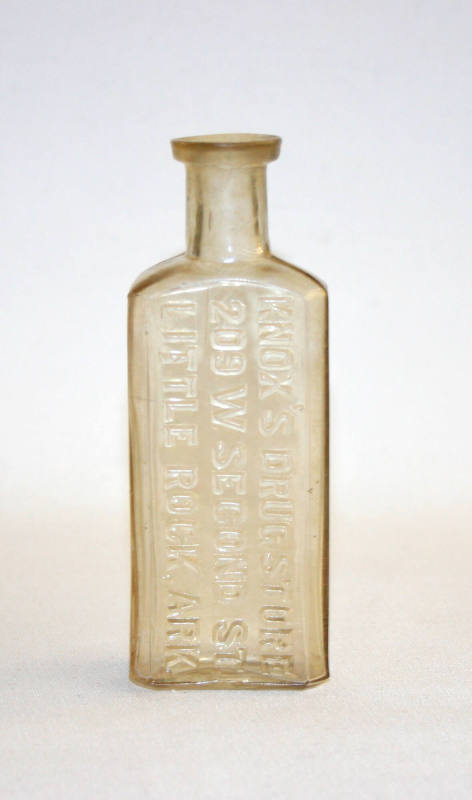 KNOX'S DRUG STORE
209 W SECOND ST
LITTLE ROCK, ARK